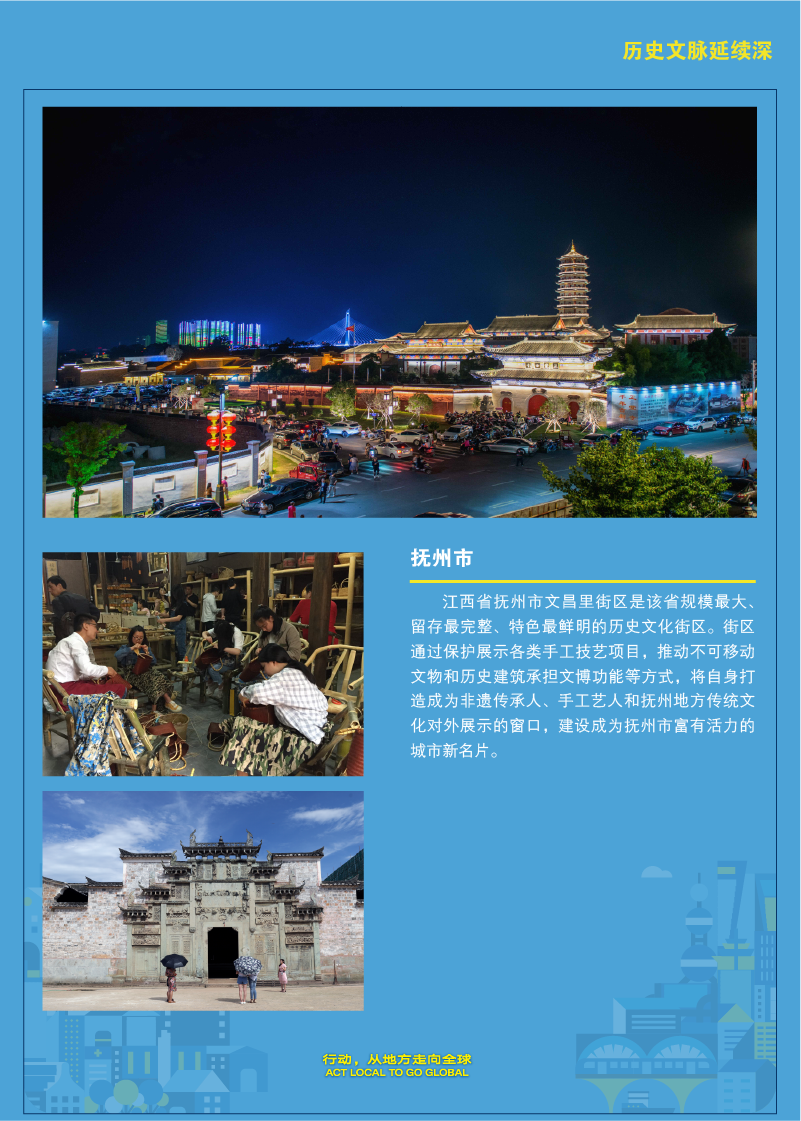 历史文脉延续深
抚州市
江西省抚州市文昌里街区是该省规模最大、
留存最完整、特色最鲜明的历史文化街区。街区
通过保护展示各类手工技艺项目，推动不可移动
文物和历史建筑承担文博功能等方式，将自身打
造成为非遗传承人、手工艺人和抚州地方传统文
化对外展示的窗口，建设成为抚州市富有活力的
城市新名片。
行动，从地方走向全球
ACT LOCAL TO GO GLOBAL